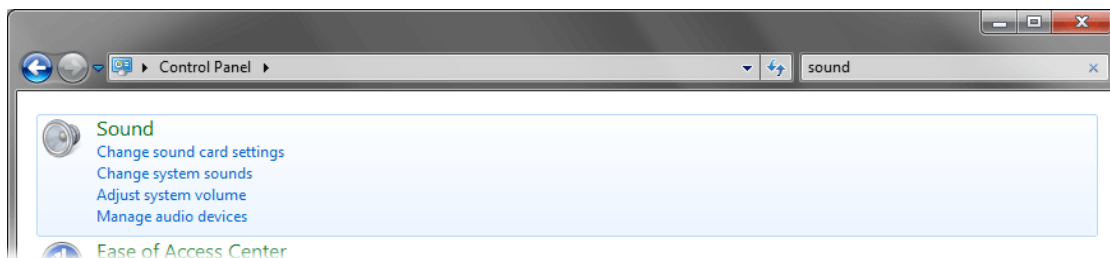 Control Panel
sound
Sound
Change sound card settings
Change system sounds
Adjust system volume
Manage audio devices
Ease of Access Center